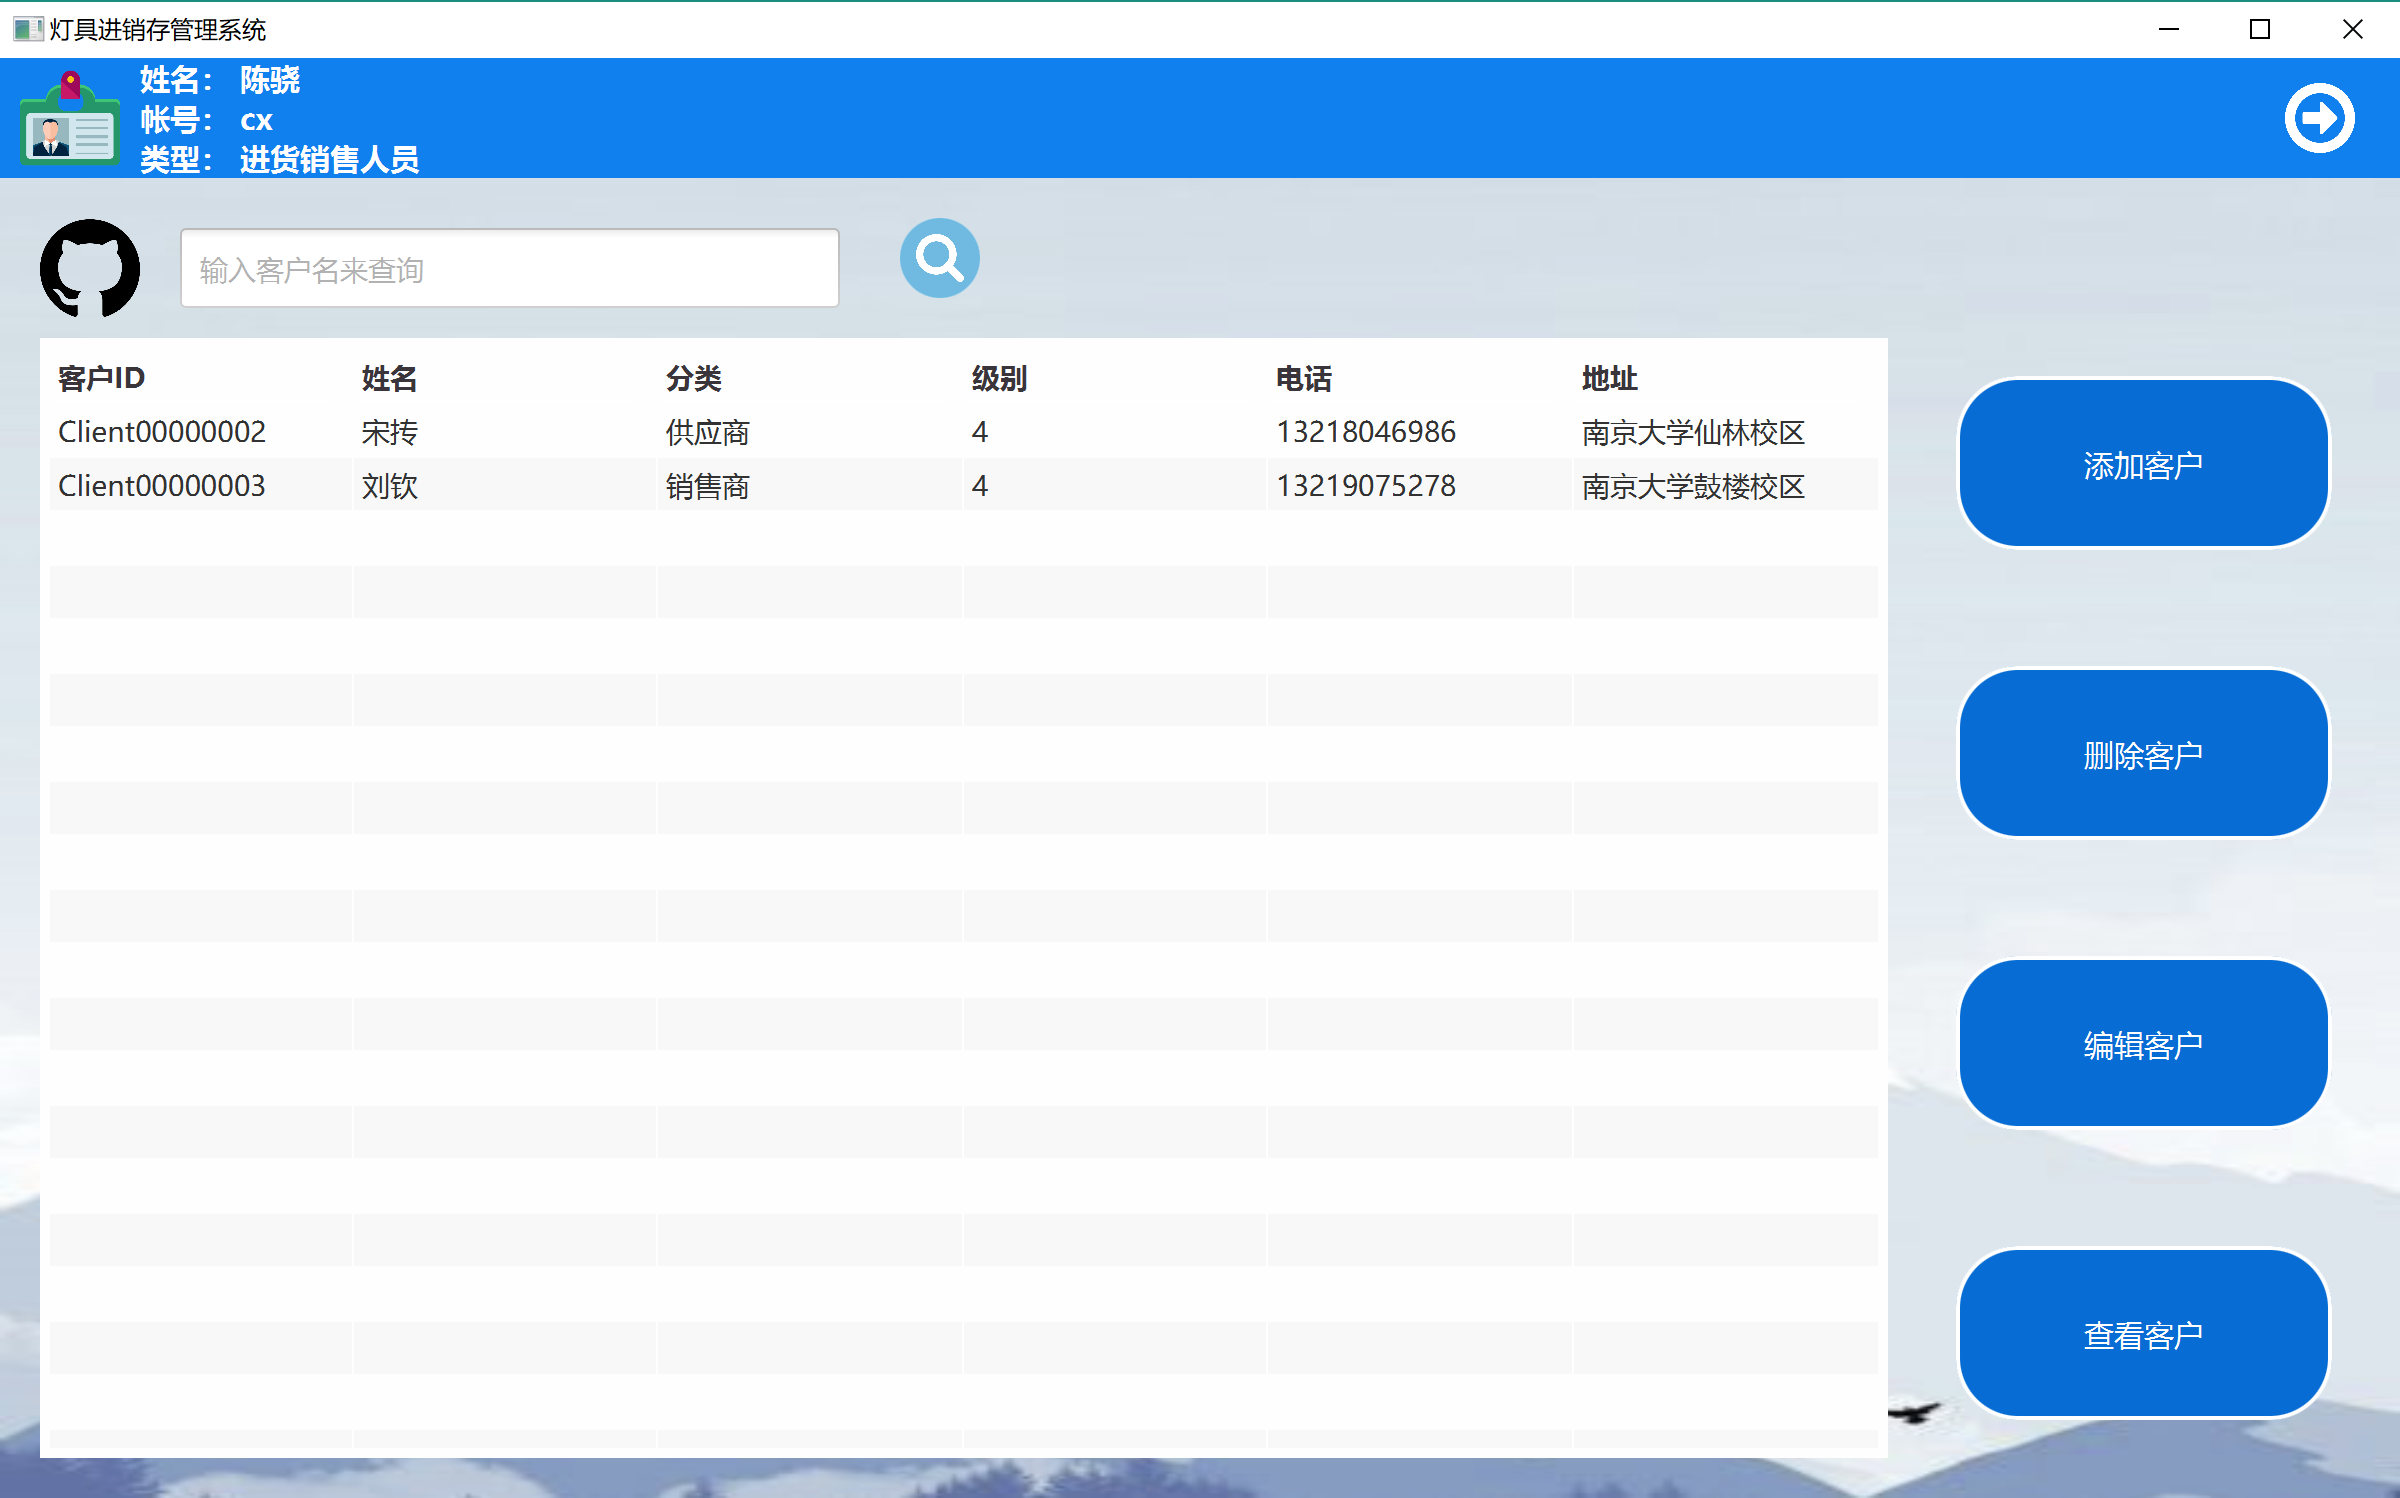 灯具进销存管理系统
姓名： 陈骁
帐号： cx
类型： 进货销售人员
输入客户名来查询
客户ID 姓名 分类 级别 电话 地址
Client00000002 宋抟 供应商 4 13218046986 南京大学仙林校区
Client00000003 刘钦 销售商 4 13219075278 南京大学鼓楼校区
添加客户
删除客户
编辑客户
查看客户